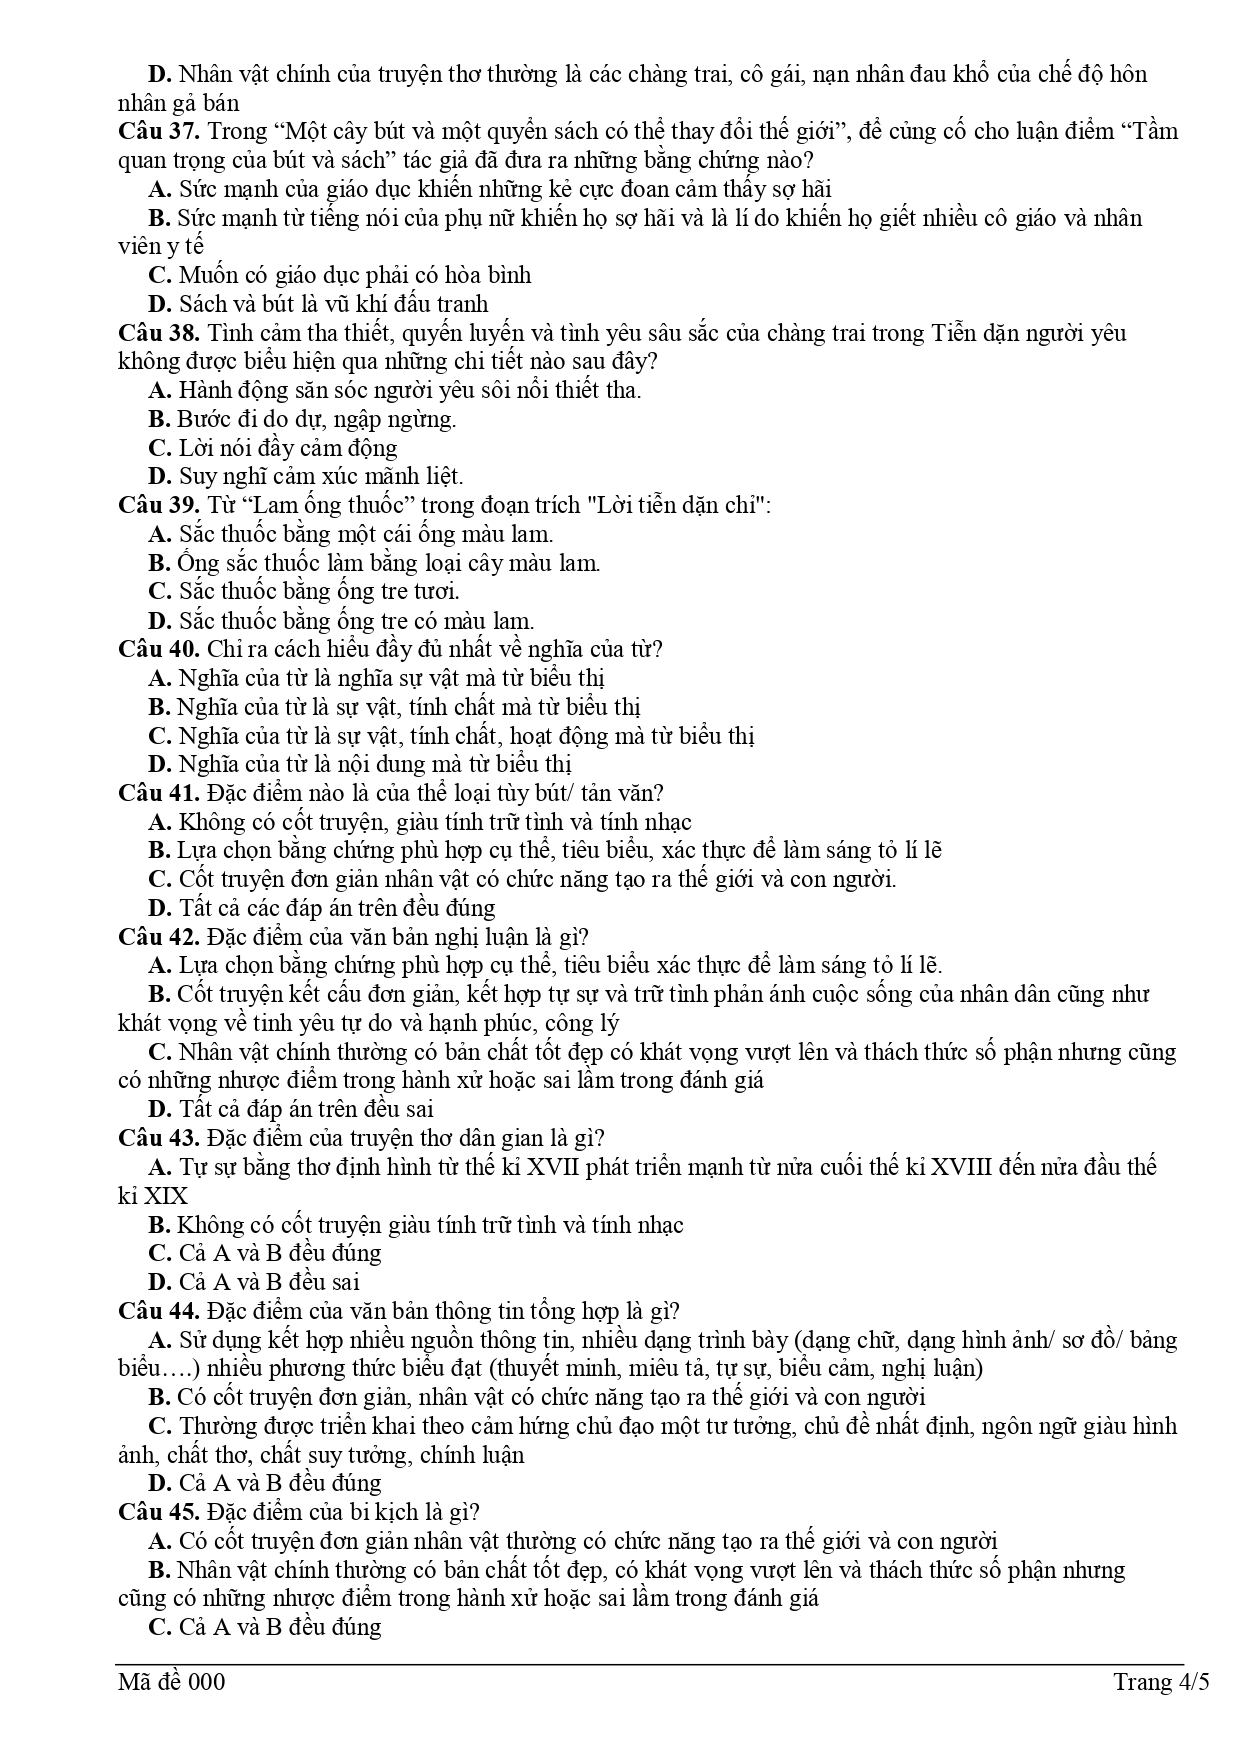 D. Nhân vật chính của truyện thơ thường là các chàng trai, cô gái, nạn nhân đau khổ của chế độ hôn
nhân gả bán
Câu 37. Trong “Một cây bút và một quyển sách có thể thay đổi thế giới”, để củng cố cho luận điểm “Tầm
quan trọng của bút và sách” tác giả đã đưa ra những bằng chứng nào?
A. Sức mạnh của giáo dục khiến những kẻ cực đoan cảm thấy sợ hãi
B. Sức mạnh từ tiếng nói của phụ nữ khiến họ sợ hãi và là lí do khiến họ giết nhiều cô giáo và nhân
viên y tế
C. Muốn có giáo dục phải có hòa bình
D. Sách và bút là vũ khí đấu tranh
Câu 38. Tình cảm tha thiết, quyến luyến và tình yêu sâu sắc của chàng trai trong Tiễn dặn người yêu
không được biểu hiện qua những chi tiết nào sau đây?
A. Hành động săn sóc người yêu sôi nổi thiết tha.
B. Bước đi do dự, ngập ngừng.
C. Lời nói đầy cảm động
D. Suy nghĩ cảm xúc mãnh liệt.
Câu 39. Từ “Lam ống thuốc” trong đoạn trích "Lời tiễn dặn chỉ":
A. Sắc thuốc bằng một cái ống màu lam.
B. Ống sắc thuốc làm bằng loại cây màu lam.
C. Sắc thuốc bằng ống tre tươi.
D. Sắc thuốc bằng ống tre có màu lam.
Câu 40. Chỉ ra cách hiểu đầy đủ nhất về nghĩa của từ?
A. Nghĩa của từ là nghĩa sự vật mà từ biểu thị
B. Nghĩa của từ là sự vật, tính chất mà từ biểu thị
C. Nghĩa của từ là sự vật, tính chất, hoạt động mà từ biểu thị
D. Nghĩa của từ là nội dung mà từ biểu thị
Câu 41. Đặc điểm nào là của thể loại tùy bút/ tản văn?
A. Không có cốt truyện, giàu tính trữ tình và tính nhạc
B. Lựa chọn bằng chứng phù hợp cụ thể, tiêu biểu, xác thực để làm sáng tỏ lí lẽ
C. Cốt truyện đơn giản nhân vật có chức năng tạo ra thế giới và con người.
D. Tất cả các đáp án trên đều đúng
Câu 42. Đặc điểm của văn bản nghị luận là gì?
A. Lựa chọn bằng chứng phù hợp cụ thể, tiêu biểu xác thực để làm sáng tỏ lí lẽ.
B. Cốt truyện kết cấu đơn giản, kết hợp tự sự và trữ tình phản ánh cuộc sống của nhân dân cũng như
khát vọng về tinh yêu tự do và hạnh phúc, công lý
C. Nhân vật chính thường có bản chất tốt đẹp có khát vọng vượt lên và thách thức số phận nhưng cũng
có những nhược điểm trong hành xử hoặc sai lầm trong đánh giá
D. Tất cả đáp án trên đều sai
Câu 43. Đặc điểm của truyện thơ dân gian là gì?
A. Tự sự bằng thơ định hình từ thế kỉ XVII phát triển mạnh từ nửa cuối thế kỉ XVIII đến nửa đầu thế
kỉ XIX
B. Không có cốt truyện giàu tính trữ tình và tính nhạc
C. Cả A và B đều đúng
D. Cả A và B đều sai
Câu 44. Đặc điểm của văn bản thông tin tổng hợp là gì?
A. Sử dụng kết hợp nhiều nguồn thông tin, nhiều dạng trình bày (dạng chữ, dạng hình ảnh/ sơ đồ/ bảng
biểu….) nhiều phương thức biểu đạt (thuyết minh, miêu tả, tự sự, biểu cảm, nghị luận)
B. Có cốt truyện đơn giản, nhân vật có chức năng tạo ra thế giới và con người
C. Thường được triển khai theo cảm hứng chủ đạo một tư tưởng, chủ đề nhất định, ngôn ngữ giàu hình
ảnh, chất thơ, chất suy tưởng, chính luận
D. Cả A và B đều đúng
Câu 45. Đặc điểm của bi kịch là gì?
A. Có cốt truyện đơn giản nhân vật thường có chức năng tạo ra thế giới và con người
B. Nhân vật chính thường có bản chất tốt đẹp, có khát vọng vượt lên và thách thức số phận nhưng
cũng có những nhược điểm trong hành xử hoặc sai lầm trong đánh giá
C. Cả A và B đều đúng
Mã đề 000 Trang 4/5